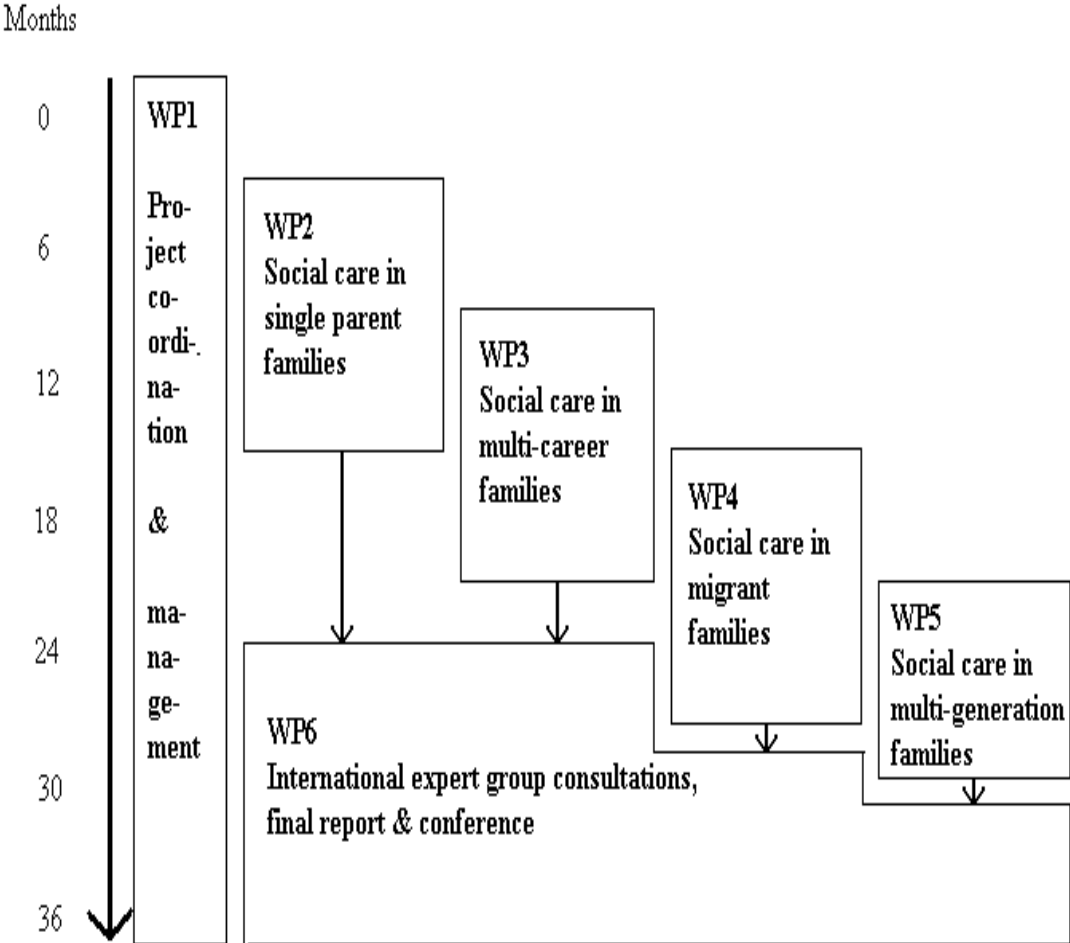 Months
0
6
12
18
24
30
36
WP1
Pro-
ject
co-
ordi-.
na-
tion
&
ma-
na-
ge-
ment
WP2
Social care in
single parent
families
WP3
Social care in
multi-career
families
WP4
Social care in
migrant
families
WP5
Social care in
multi-generation
families
WP6
International expert group consultations,
final report & conference